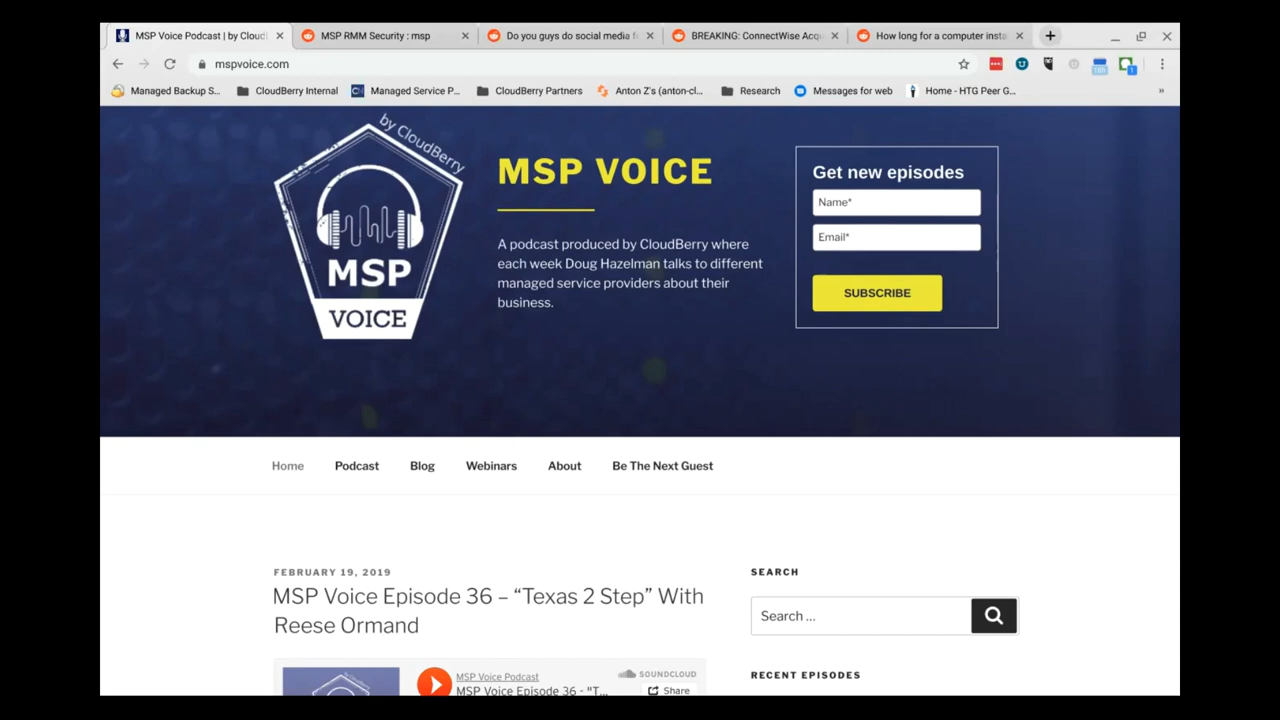 MSP Voice Podcast | by CloudB
MSP RMM Security : msp
Do you guys do social media f
BREAKING: ConnectWise Acqu
How long for a computer insta
mspvoice.com
Managed Backup S...
CloudBerry Internal
Managed Service P...
CloudBerry Partners
Anton Z's (anton-cl...
Research
Messages for web
Home - HTG Peer G...
»
by CloudBerry
MSP
VOICE
MSP VOICE
A podcast produced by CloudBerry where
each week Doug Hazelman talks to different
managed service providers about their
business.
Get new episodes
Name*
Email*
SUBSCRIBE
Home
Podcast
Blog
Webinars
About
Be The Next Guest
FEBRUARY 19, 2019
MSP Voice Episode 36 – “Texas 2 Step” With
Reese Ormand
SEARCH
Search …
RECENT EPISODES
by CloudBerry
MSP Voice Podcast
MSP Voice Episode 36 - "T...
SOUNDCLOUD
Share